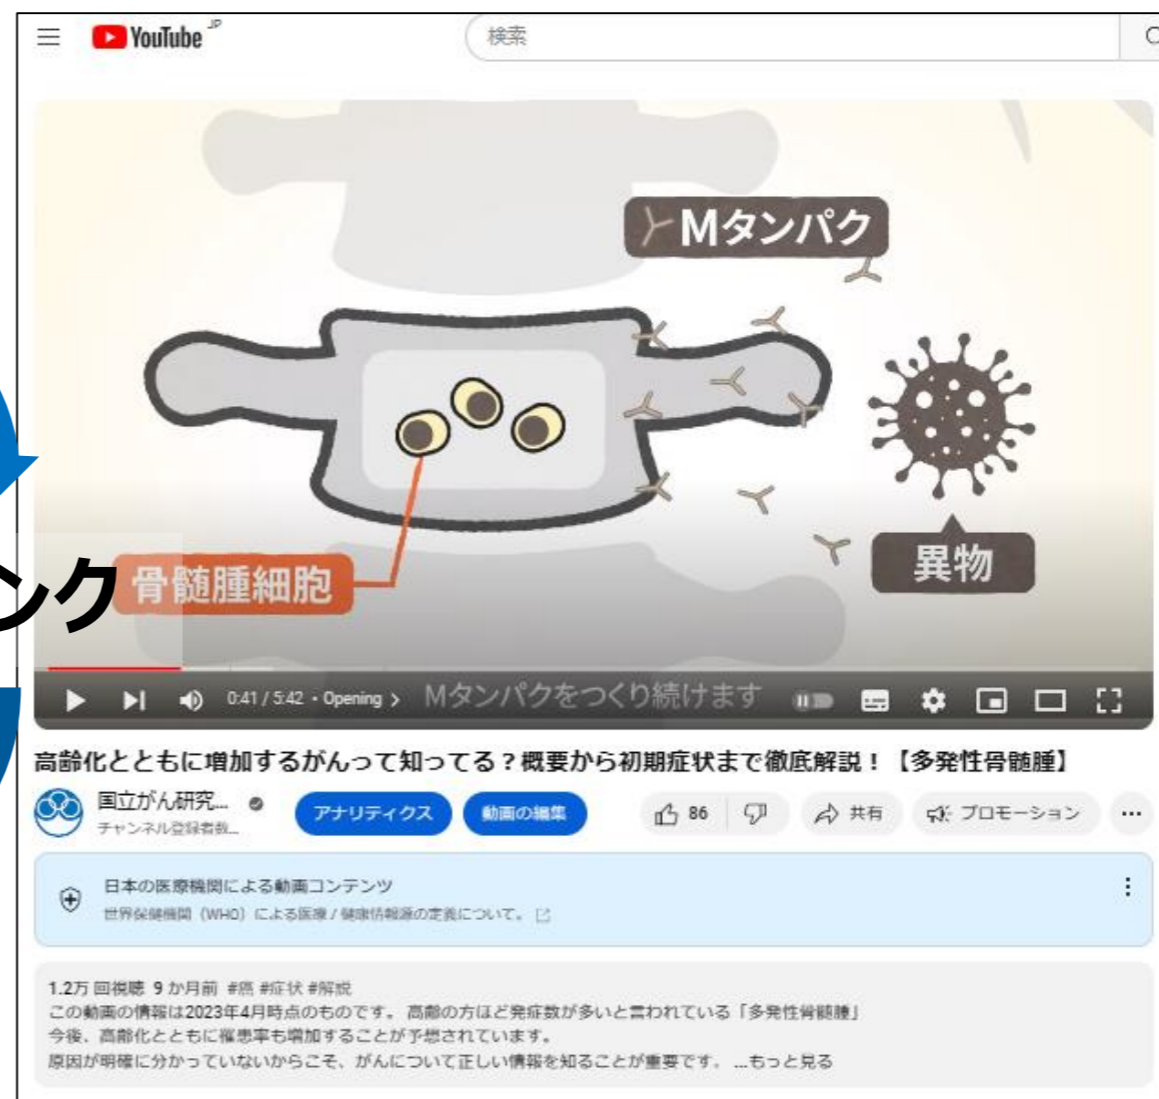 YouTube JP
検索
Mタンパク
異物
ンク
骨髄腫細胞
0:41 / 5:42 • Opening >
Mタンパクをつくり続けます
高齢化とともに増加するがんって知ってる？概要から初期症状まで徹底解説！【多発性骨髄腫】
国立がん研究...
チャンネル登録者数...
アナリティクス
動画の編集
86
共有
プロモーション
日本の医療機関による動画コンテンツ
世界保健機関（WHO）による医療 / 健康情報源の定義について。
1.2万 回視聴 9 か月前 #癌 #症状 #解説
この動画の情報は2023年4月時点のものです。 高齢の方ほど発症数が多いと言われている「多発性骨髄腫」
今後、高齢化とともに罹患率も増加することが予想されています。
原因が明確に分かっていないからこそ、がんについて正しい情報を知ることが重要です。 ...もっと見る